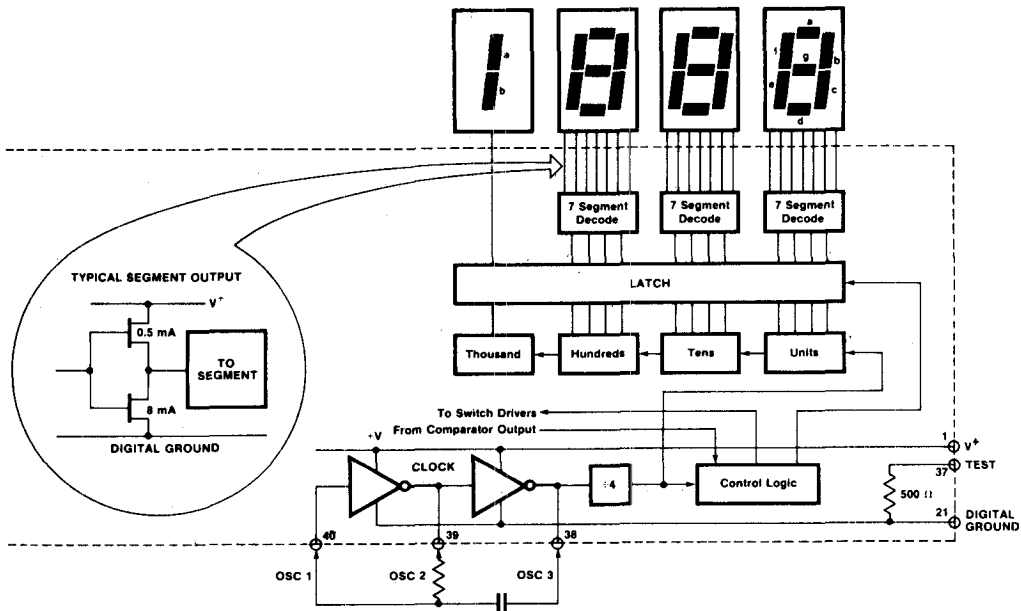 a
b
a
f
g
b
e
c
d
7 Segment
Decode
7 Segment
Decode
7 Segment
Decode
TYPICAL SEGMENT OUTPUT
V+
0.5 mA
TO
SEGMENT
8 mA
DIGITAL GROUND
LATCH
Thousand
Hundreds
Tens
Units
To Switch Drivers
From Comparator Output
+V
CLOCK
÷4
Control Logic
1
V+
TEST
37
500 Ω
21
DIGITAL
GROUND
40
39
38
OSC 1
OSC 2
OSC 3